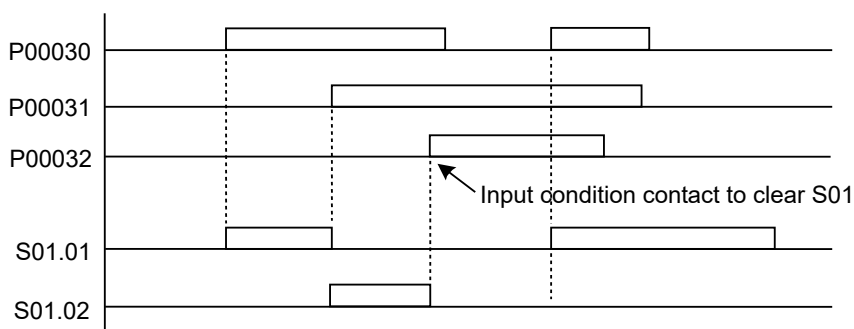 P00030
P00031
P00032
Input condition contact to clear S01
S01.01
S01.02